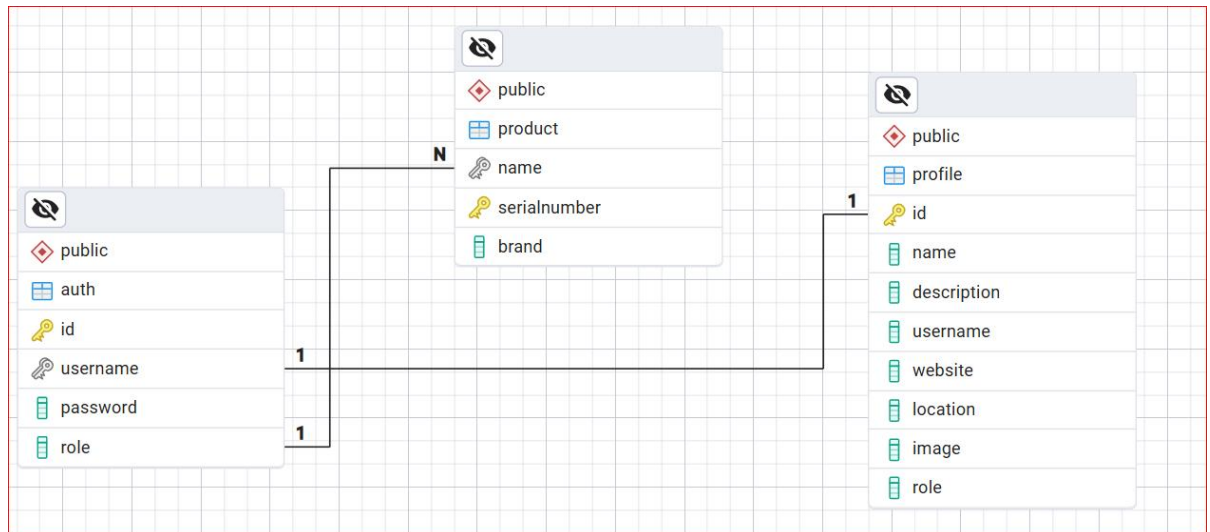 public
auth
id
username
password
role
1
1
N
public
product
name
serialnumber
brand
1
public
profile
id
name
description
username
website
location
image
role